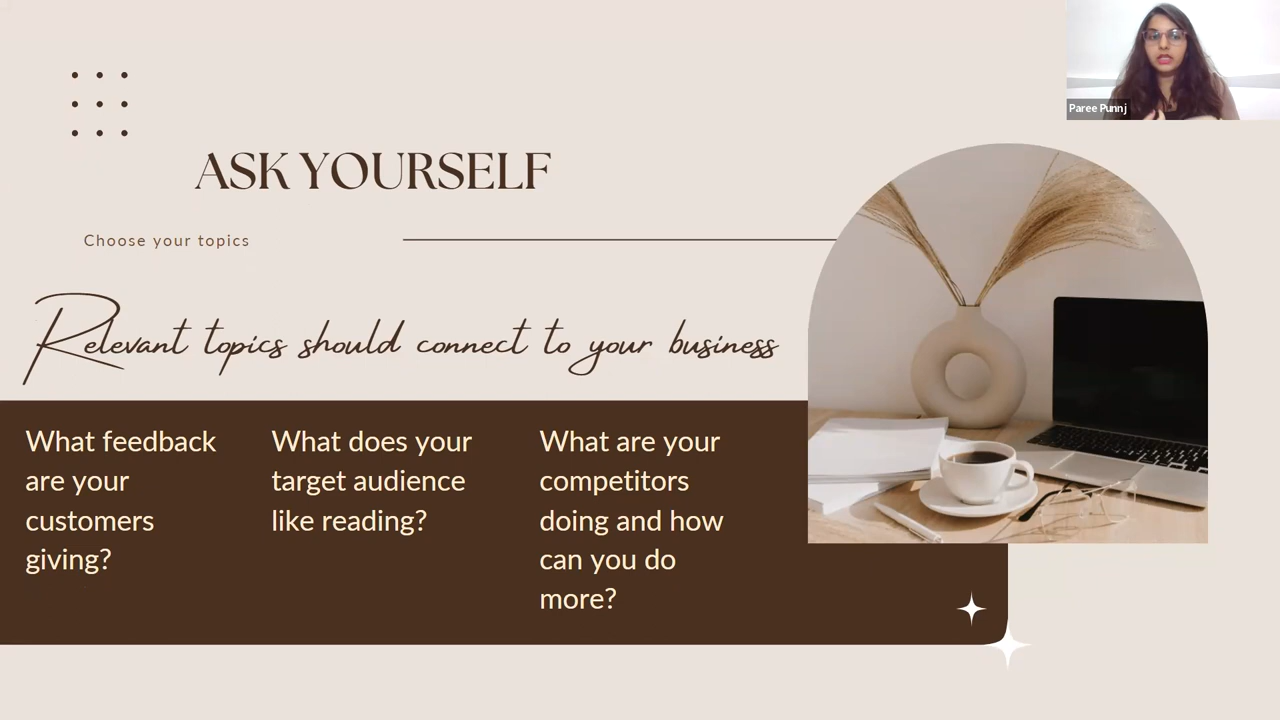 Paree Punnj
ASK YOURSELF
Choose your topics
Relevant topics should connect to your business
What feedback
are your
customers
giving?
What does your
target audience
like reading?
What are your
competitors
doing and how
can you do
more?